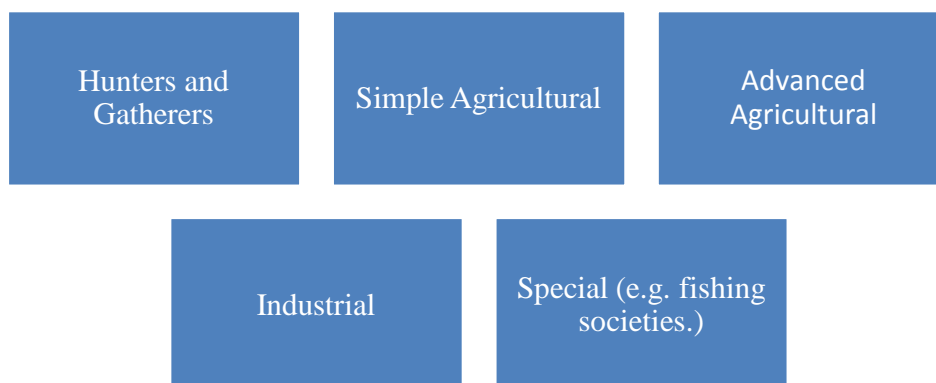 Hunters and
Gatherers
Simple Agricultural
Advanced
Agricultural
Industrial
Special (e.g. fishing
societies.)